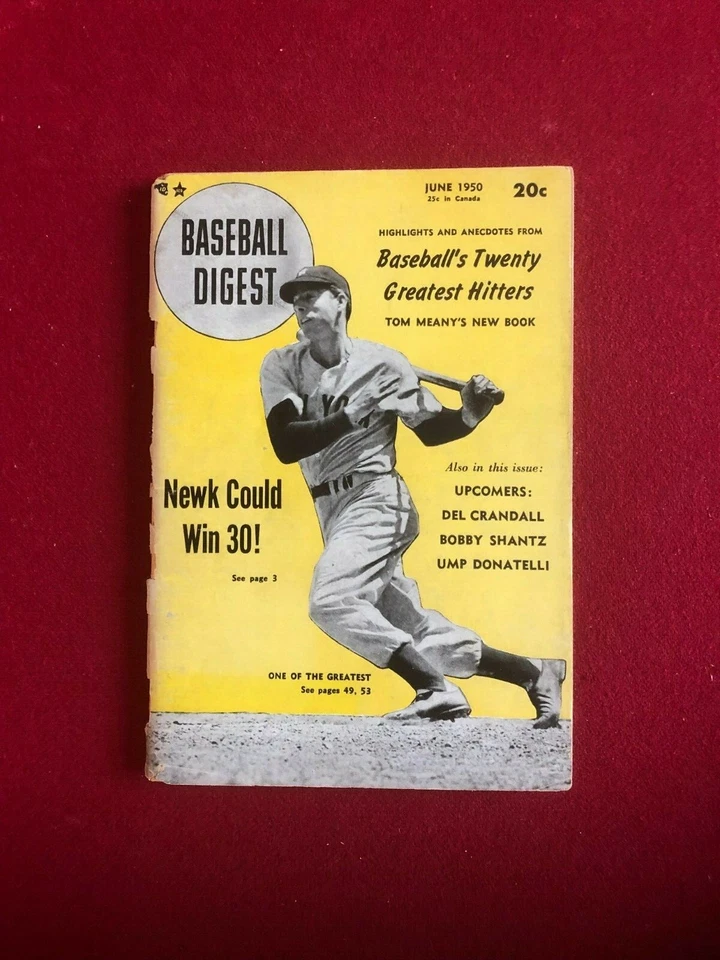 BASEBALL
DIGEST
JUNE 1950
25c in Canada
20c
HIGHLIGHTS AND ANECDOTES FROM
Baseball's Twenty
Greatest Hitters
TOM MEANY'S NEW BOOK
Newk Could
Win 30!
See page 3
Also in this issue:
UPCOMERS:
DEL CRANDALL
BOBBY SHANTZ
UMP DONATELLI
ONE OF THE GREATEST
See pages 49, 53